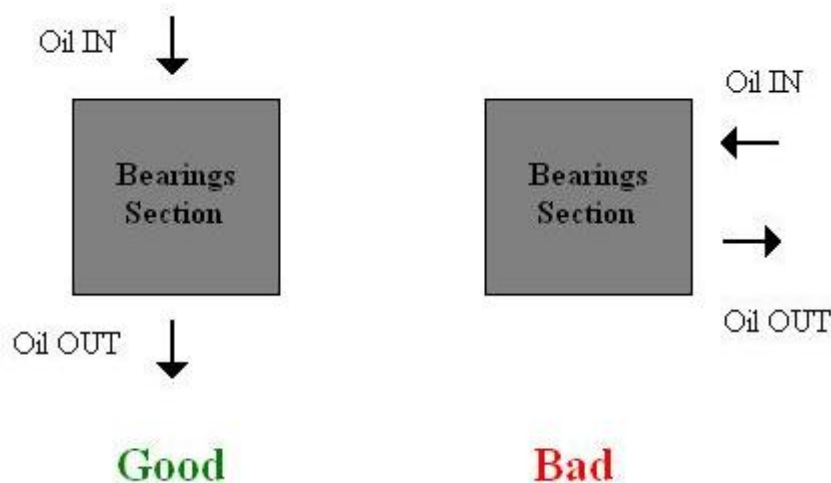 Oil IN
Bearings
Section
Oil OUT
Good
Oil IN
Bearings
Section
Oil OUT
Bad